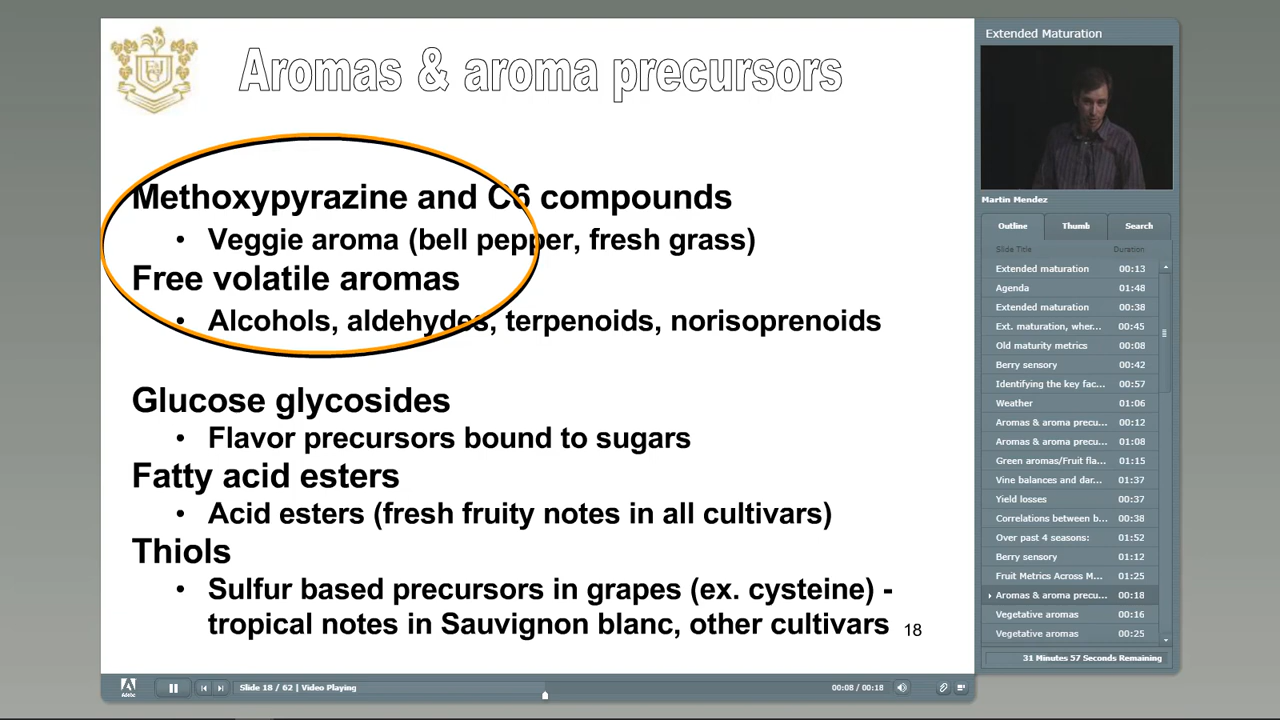 Aromas & aroma precursors
Methoxypyrazine and C6 compounds
• Veggie aroma (bell pepper, fresh grass)
Free volatile aromas
• Alcohols, aldehydes, terpenoids, norisoprenoids
Glucose glycosides
• Flavor precursors bound to sugars
Fatty acid esters
• Acid esters (fresh fruity notes in all cultivars)
Thiols
• Sulfur based precursors in grapes (ex. cysteine) -
tropical notes in Sauvignon blanc, other cultivars
18
Extended Maturation
Martin Mendez
Outline Thumb Search
Slide Title Duration
Extended maturation 00:13
Agenda 01:48
Extended maturation 00:38
Ext. maturation, wher... 00:45
Old maturity metrics 00:08
Berry sensory 00:42
Identifying the key fac... 00:57
Weather 01:06
Aromas & aroma precu... 00:12
Aromas & aroma precu... 01:08
Green aromas/Fruit fla... 01:15
Vine balances and dar... 01:37
Yield losses 00:37
Correlations between b... 00:38
Over past 4 seasons: 01:52
Berry sensory 01:12
Fruit Metrics Across M... 01:25
Aromas & aroma precu... 00:18
Vegetative aromas 00:16
Vegetative aromas 00:25
31 Minutes 57 Seconds Remaining
Adobe
Slide 18 / 62 | Video Playing
00:08 / 00:18